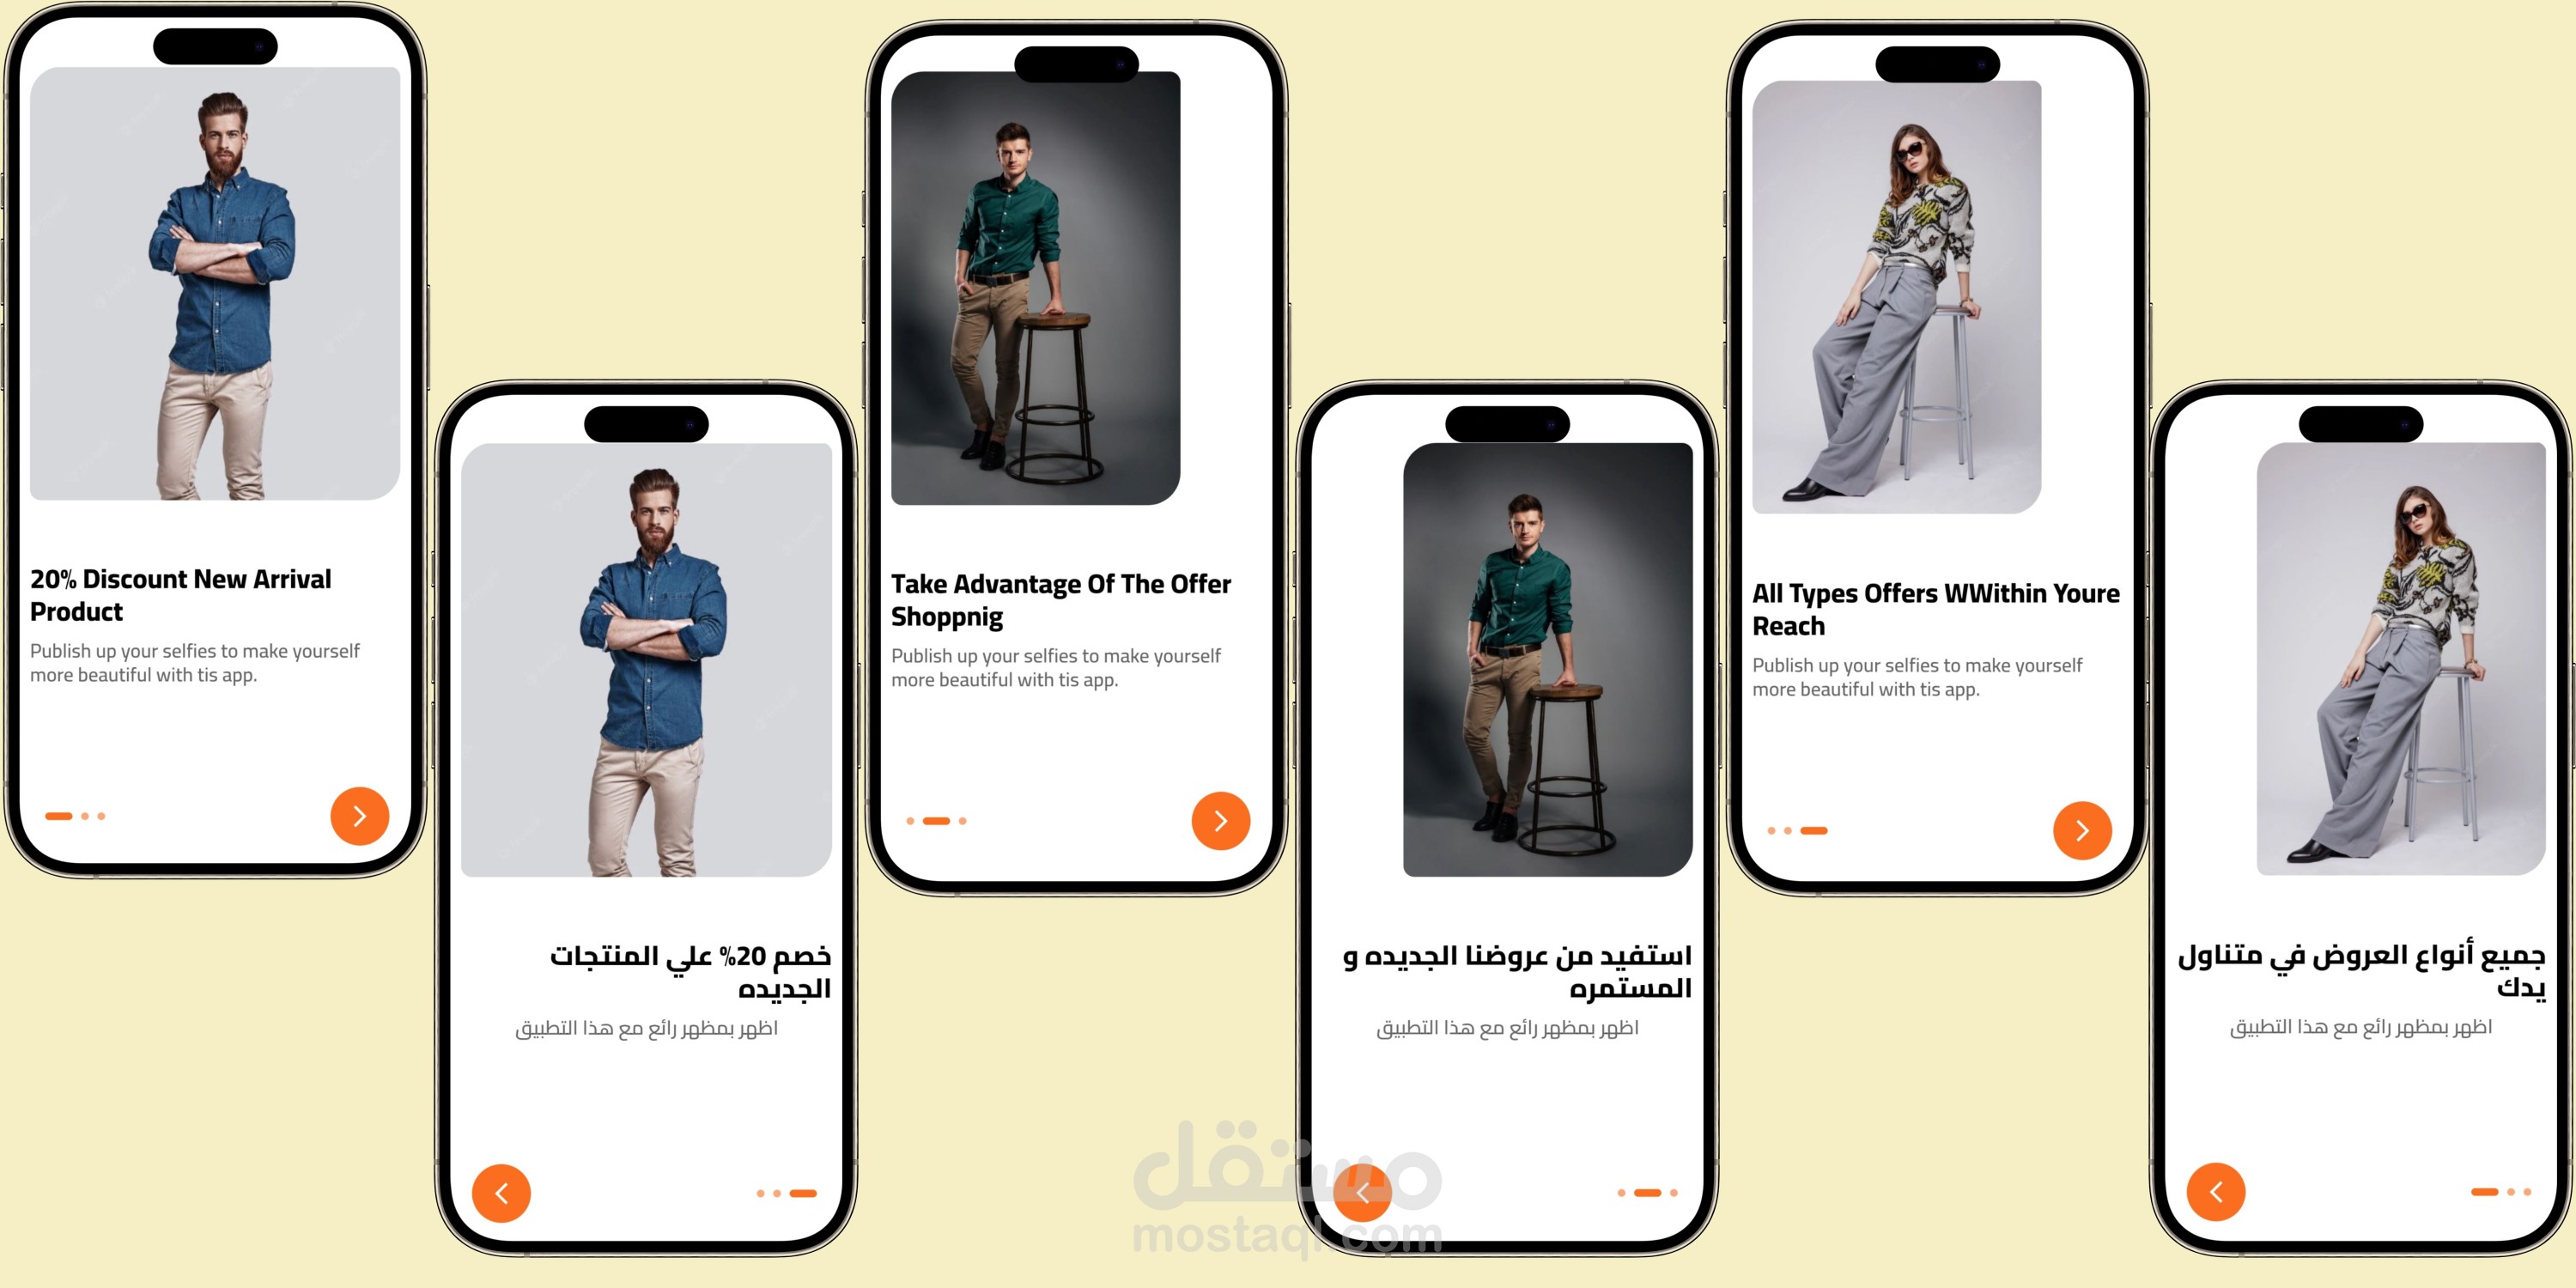 20% Discount New Arrival
Product
Publish up your selfies to make yourself
more beautiful with tis app.
خصم 20% علي المنتجات
الجديده
اظهر بمظهر رائع مع هذا التطبيق
Take Advantage Of The Offer
Shoppnig
Publish up your selfies to make yourself
more beautiful with tis app.
استفيد من عروضنا الجديده و
المستمره
اظهر بمظهر رائع مع هذا التطبيق
All Types Offers WWithin Youre
Reach
Publish up your selfies to make yourself
more beautiful with tis app.
جميع أنواع العروض في متناول
يدك
اظهر بمظهر رائع مع هذا التطبيق
مستقل
mostaql.com